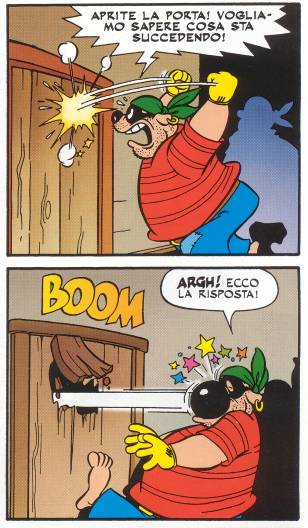 APRITE LA PORTA! VOGLIA-
MO SAPERE COSA STA
SUCCEDENDO!
BOOM
ARGH! ECCO
LA RISPOSTA!